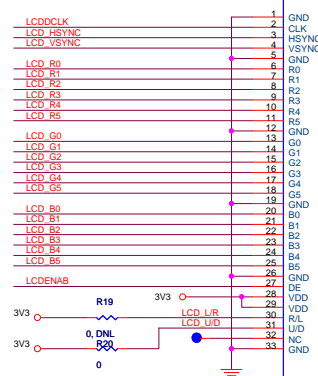 1 GND
LCDDCLK 2 CLK
LCD_HSYNC 3 HSYNC
LCD_VSYNC 4 VSYNC
5 GND
LCD_R0 6 R0
LCD_R1 7 R1
LCD_R2 8 R2
LCD_R3 9 R3
LCD_R4 10 R4
LCD_R5 11 R5
12 GND
LCD_G0 13 G0
LCD_G1 14 G1
LCD_G2 15 G2
LCD_G3 16 G3
LCD_G4 17 G4
LCD_G5 18 G5
19 GND
LCD_B0 20 B0
LCD_B1 21 B1
LCD_B2 22 B2
LCD_B3 23 B3
LCD_B4 24 B4
LCD_B5 25 B5
26 GND
LCDENAB 27 DE
3V3 28 VDD
R19 29 VDD
3V3 LCD_L/R 30 R/L
0, DNL LCD_U/D 31 U/D
3V3 R20 32 NC
33 GND
0